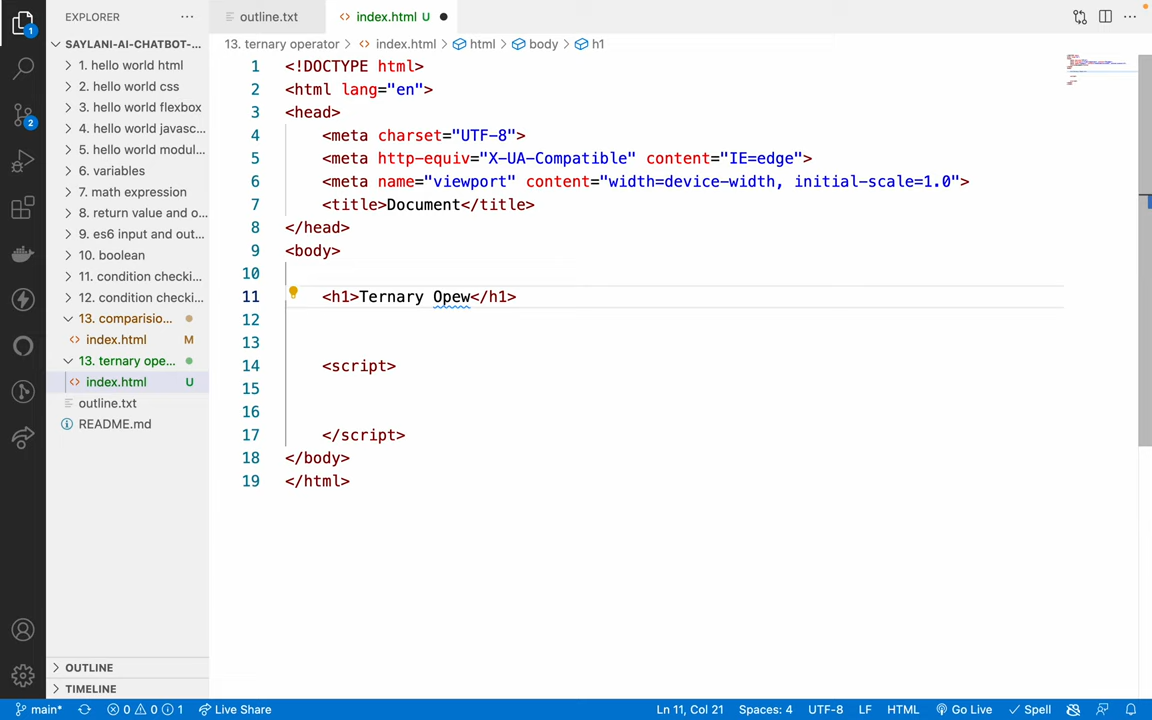 EXPLORER
outline.txt
index.html U
SAYLANI-AI-CHATBOT-...
13. ternary operator > index.html > html > body > h1
1. hello world html
2. hello world css
3. hello world flexbox
4. hello world javasc...
5. hello world modul...
6. variables
7. math expression
8. return value and o...
9. es6 input and out...
10. boolean
11. condition checki...
12. condition checki...
13. comparisio...
index.html M
13. ternary ope...
index.html U
outline.txt
README.md
OUTLINE
TIMELINE
1 <!DOCTYPE html>
2 <html lang="en">
3 <head>
4 <meta charset="UTF-8">
5 <meta http-equiv="X-UA-Compatible" content="IE=edge">
6 <meta name="viewport" content="width=device-width, initial-scale=1.0">
7 <title>Document</title>
8 </head>
9 <body>
10
11 <h1>Ternary Opew</h1>
12
13
14 <script>
15
16
17 </script>
18 </body>
19 </html>
1
2
main* 0 0 1 Live Share Ln 11, Col 21 Spaces: 4 UTF-8 LF HTML Go Live Spell